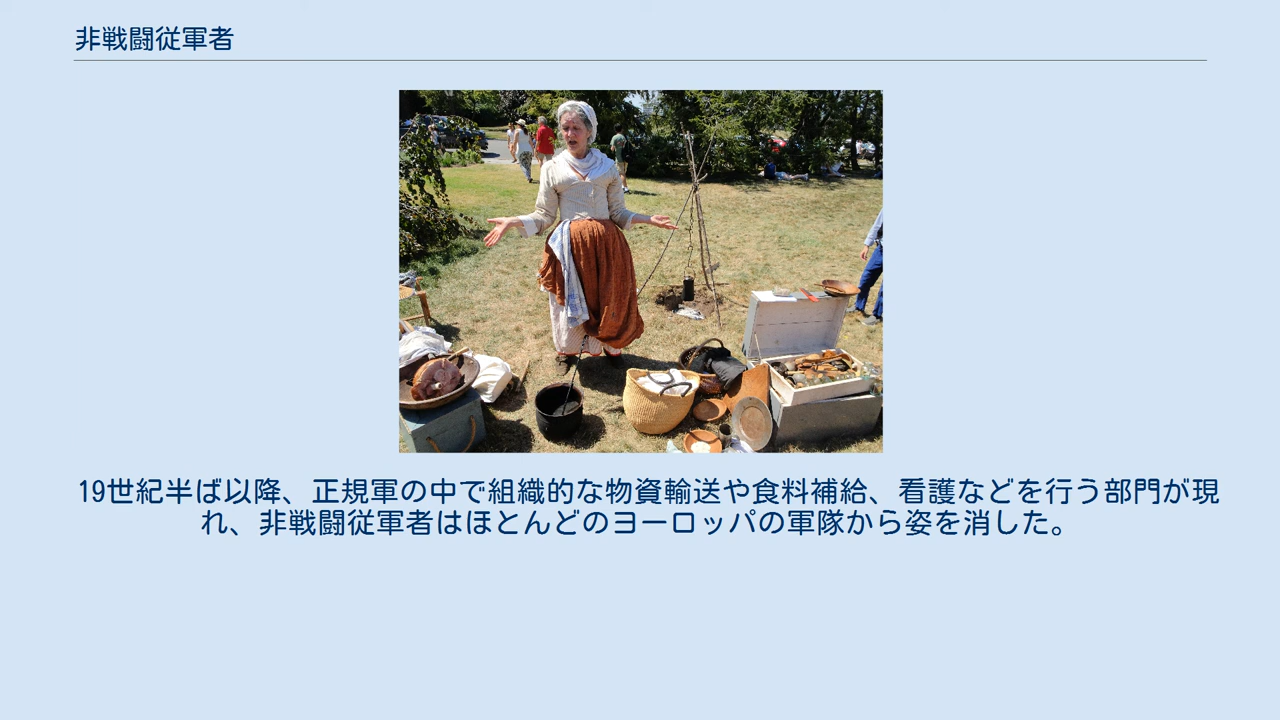 非戦闘従軍者
19世紀半ば以降、正規軍の中で組織的な物資輸送や食料補給、看護などを行う部門が現
れ、非戦闘従軍者はほとんどのヨーロッパの軍隊から姿を消した。